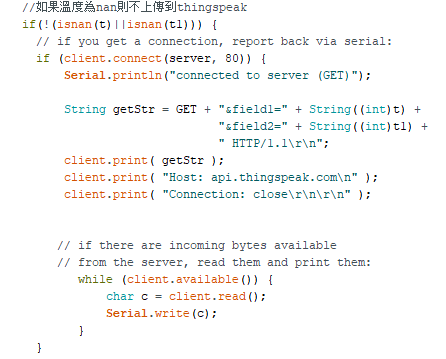 //如果溫度為nan則不上傳到thingspeak
if(!(isnan(t)||isnan(t1))) {
// if you get a connection, report back via serial:
if (client.connect(server, 80)) {
Serial.println("connected to server (GET)");
String getStr = GET + "&field1=" + String((int)t) +
"&field2=" + String((int)t1) +
" HTTP/1.1\r\n";
client.print( getStr );
client.print( "Host: api.thingspeak.com\n" );
client.print( "Connection: close\r\n\r\n" );
// if there are incoming bytes available
// from the server, read them and print them:
while (client.available()) {
char c = client.read();
Serial.write(c);
}
}